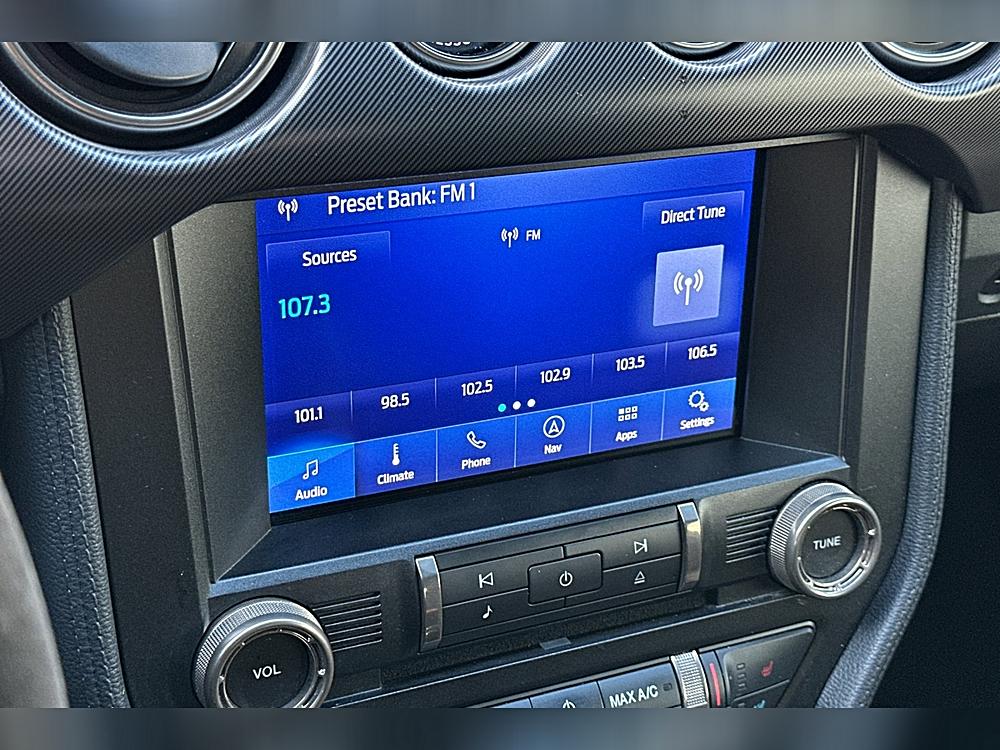 Preset Bank: FM 1
Direct Tune
FM
Sources
107.3
101.1 98.5 102.5 102.9 103.5 106.5
Audio Climate Phone Nav Apps Settings
TUNE
VOL
MAX A/C